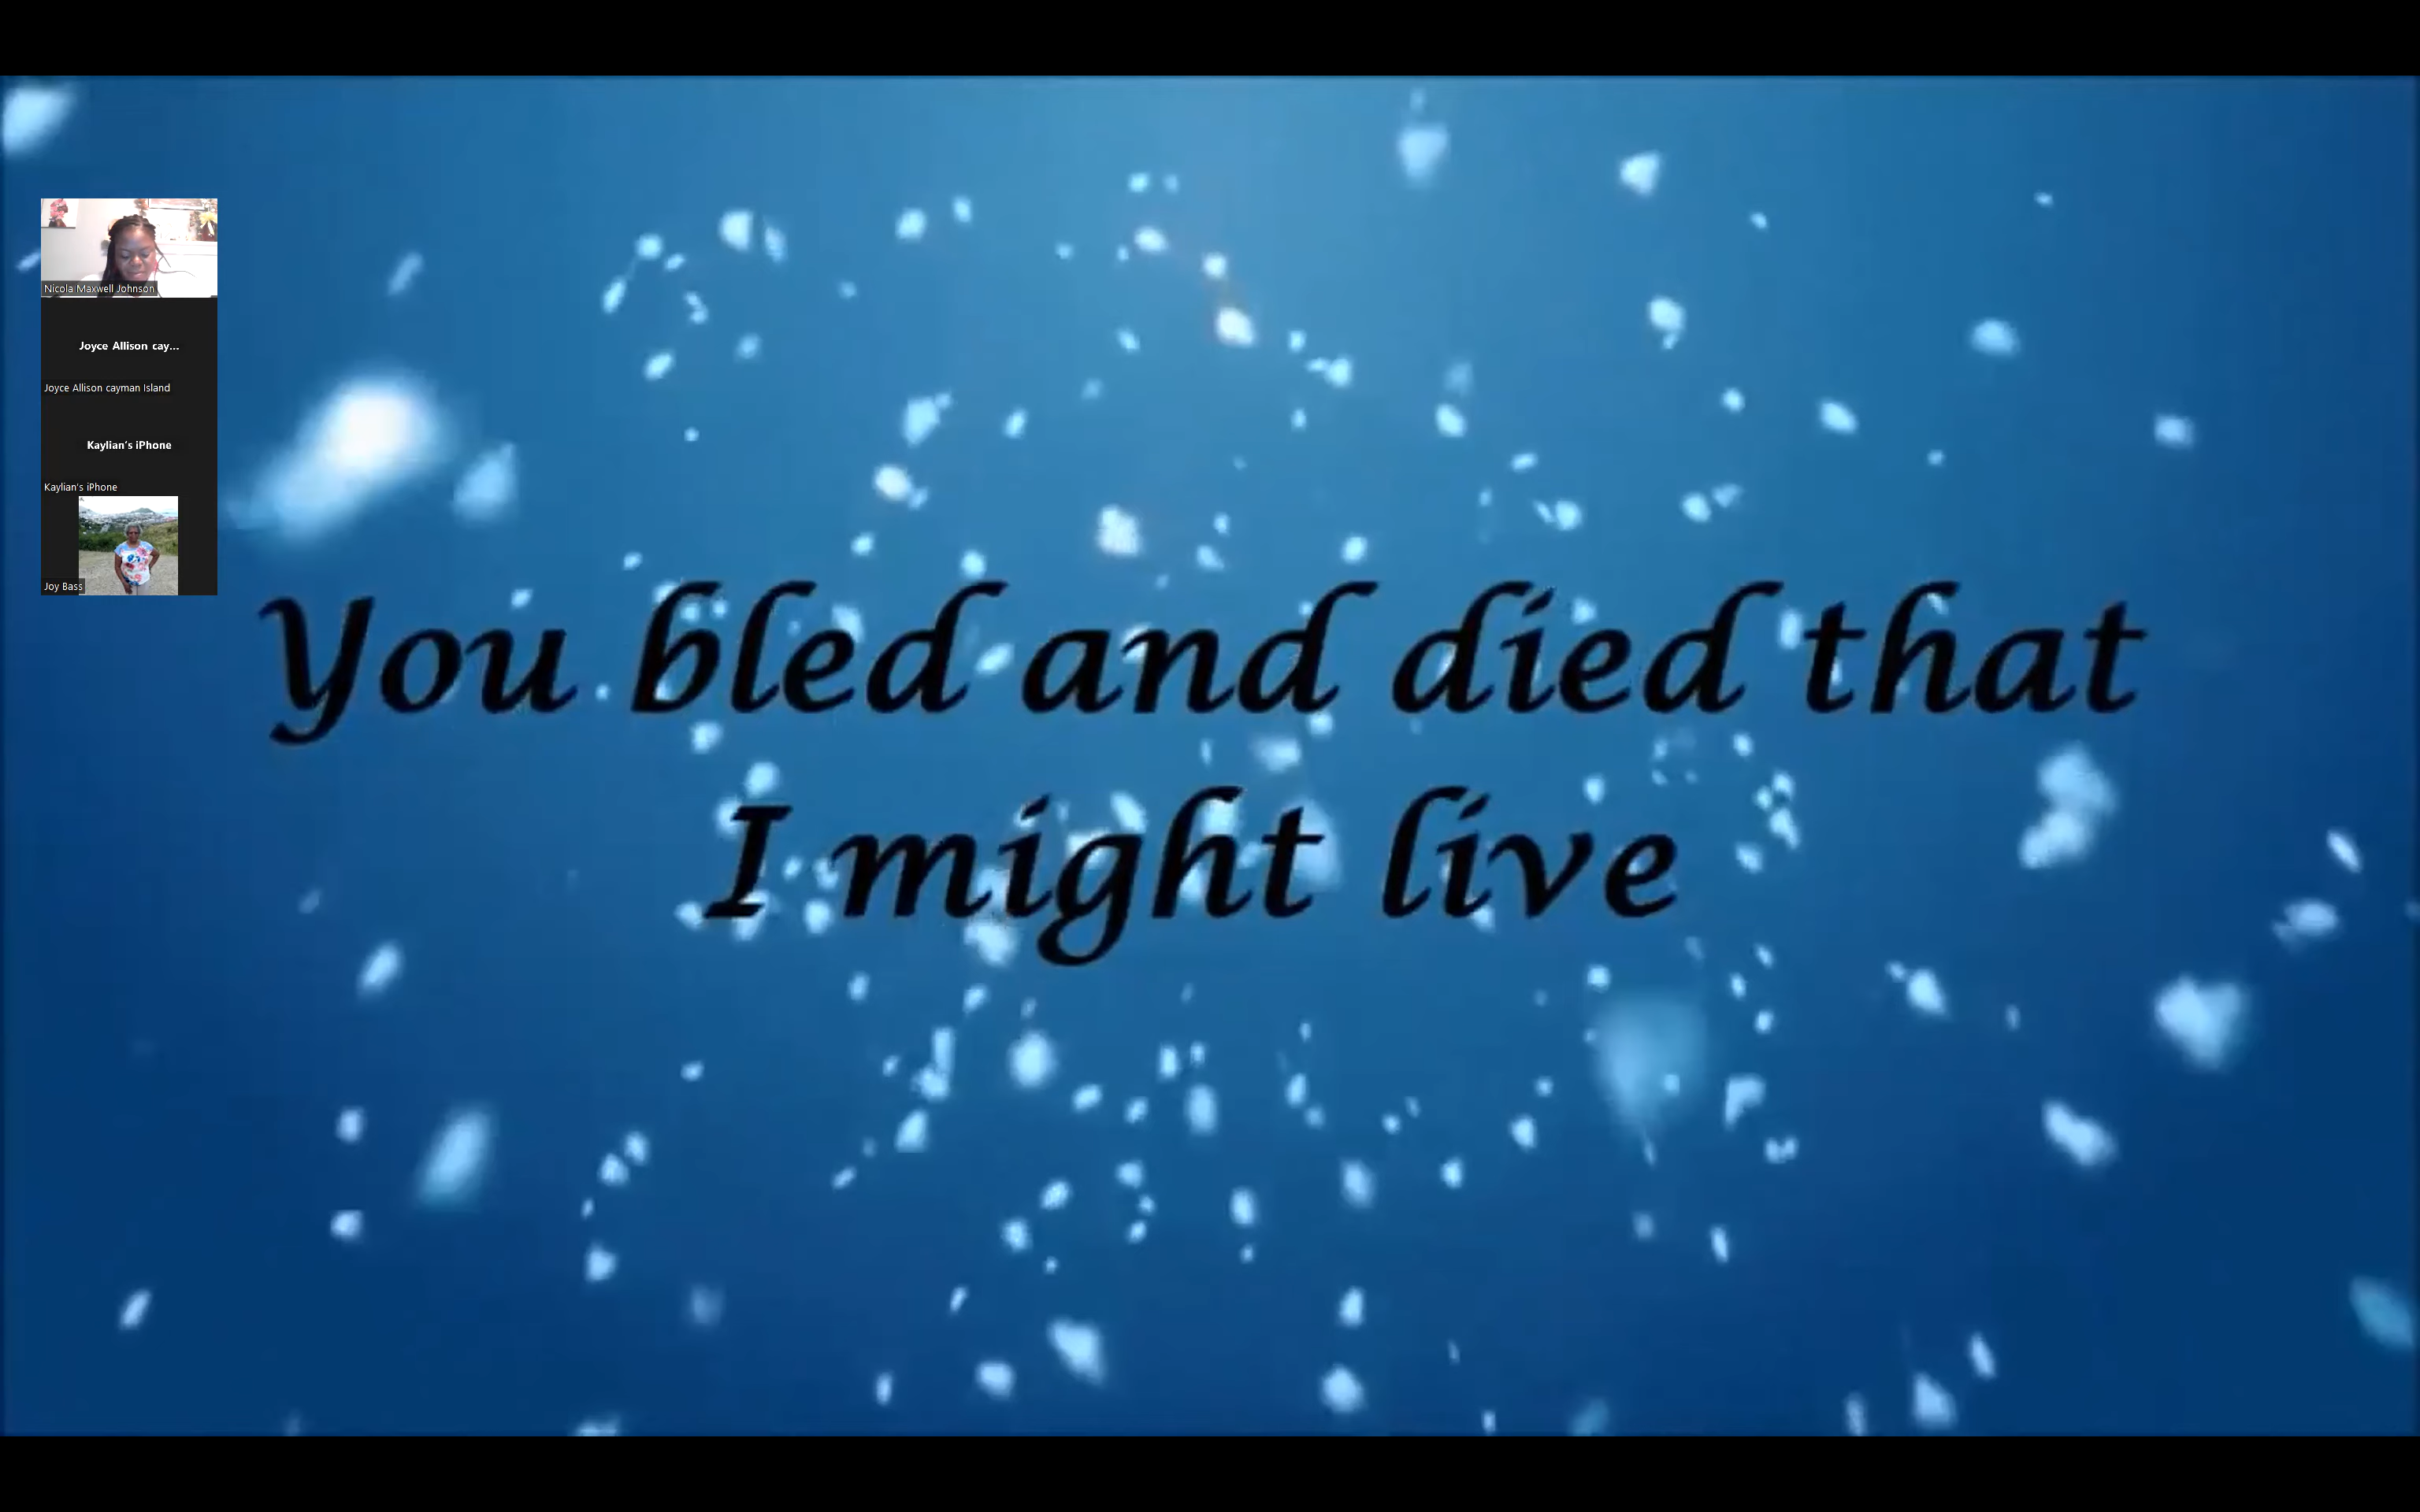 Nicola Maxwell Johnson
Joyce Allison cay...
Joyce Allison cayman Island
Kaylian's iPhone
Kaylian's iPhone
Joy Bass
You bled and died that
I might live